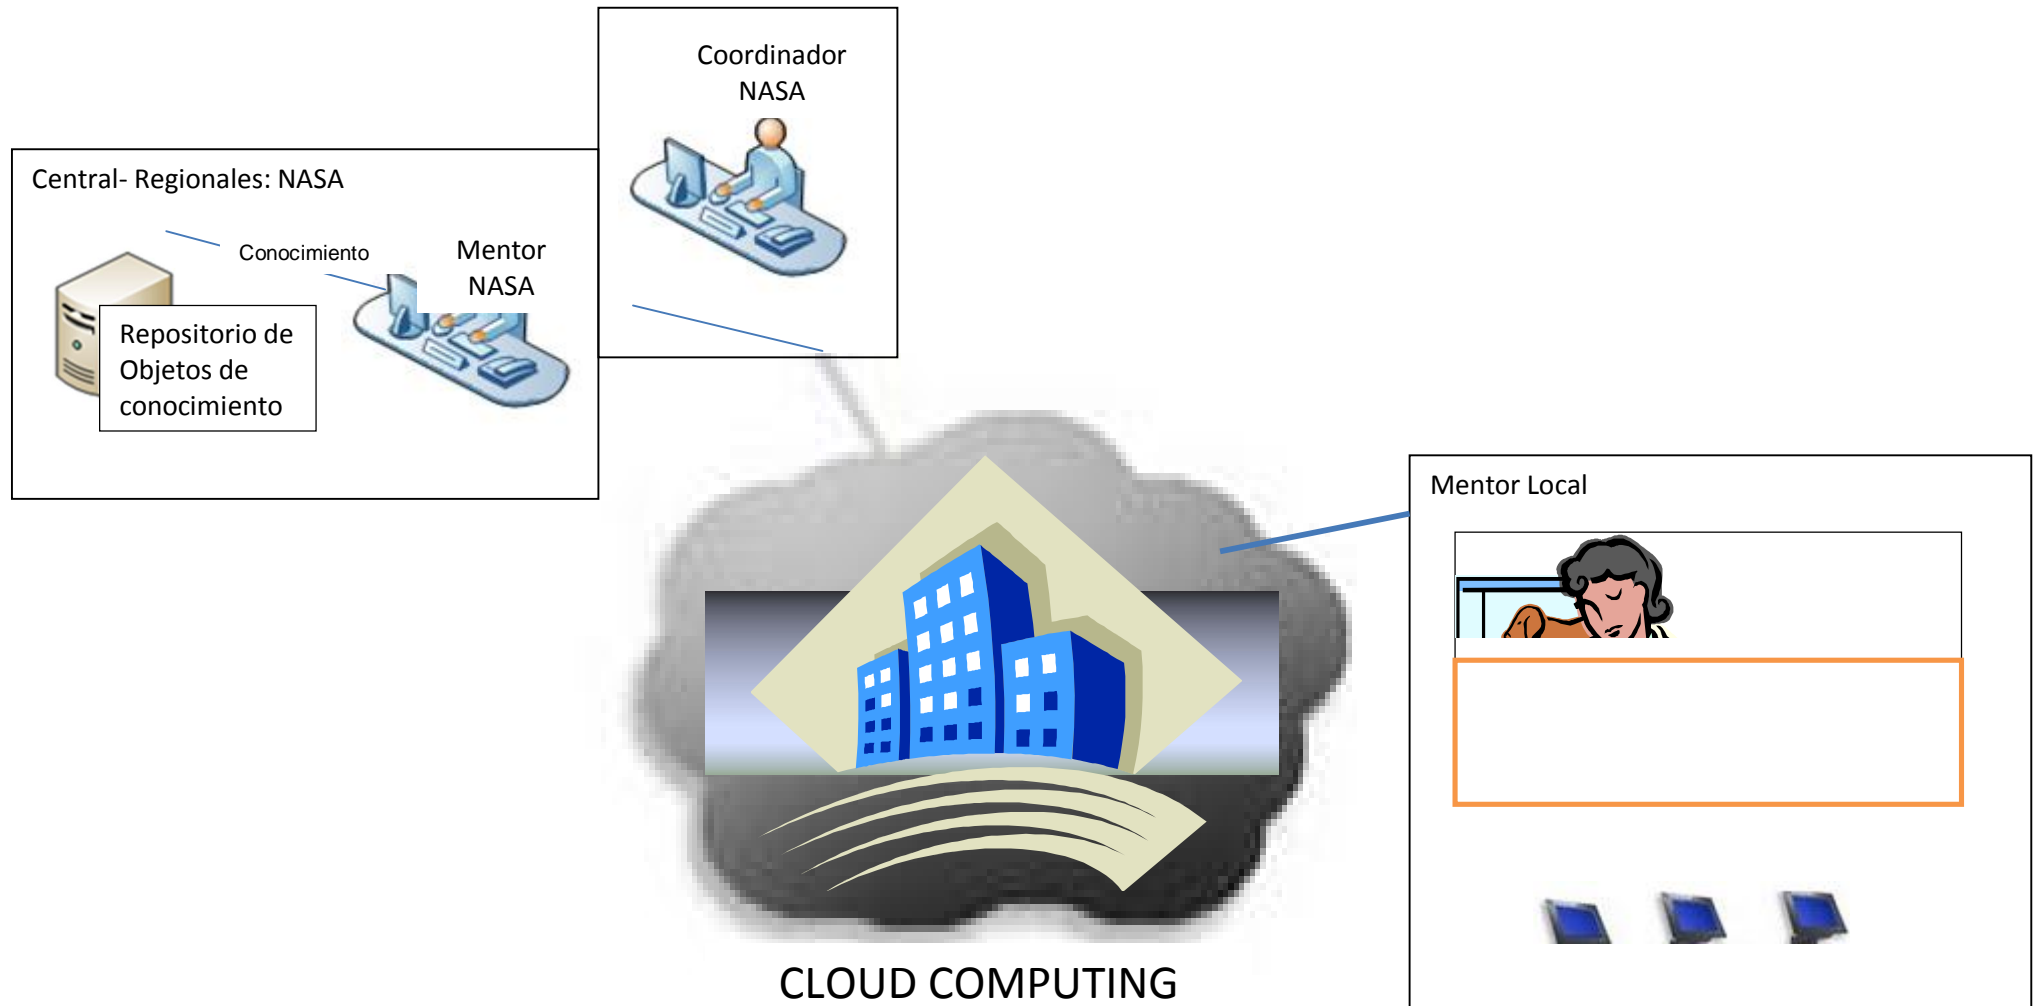 Coordinador
NASA
Central- Regionales: NASA
Conocimiento
Mentor
NASA
Repositorio de
Objetos de
conocimiento
Mentor Local
CLOUD COMPUTING